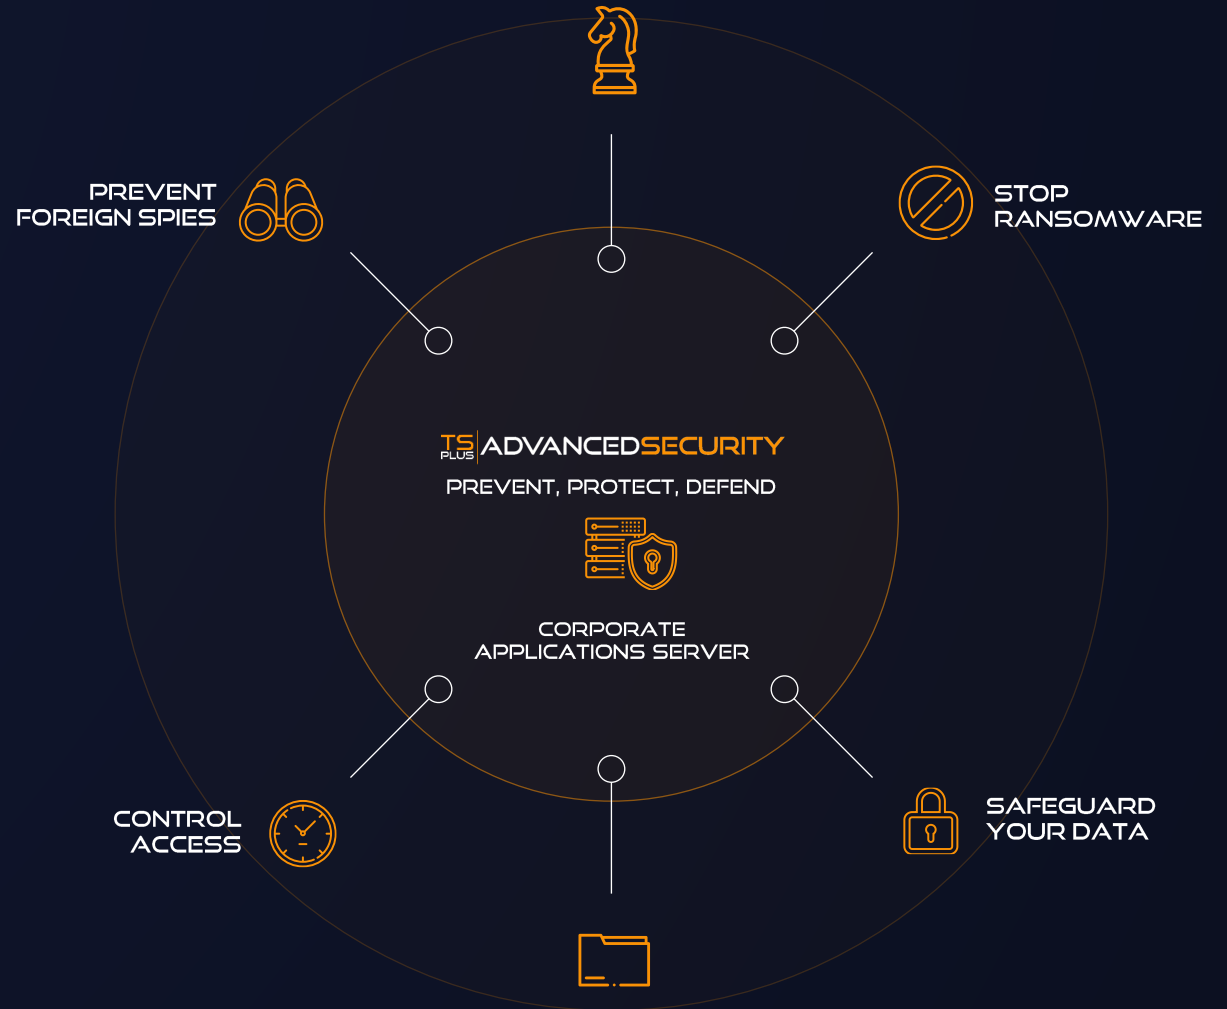 PREVENT
FOREIGN SPIES
STOP
RANSOMWARE
TS
PLUS
ADVANCEDSECURITY
PREVENT, PROTECT, DEFEND
CORPORATE
APPLICATIONS SERVER
CONTROL
ACCESS
SAFEGUARD
YOUR DATA